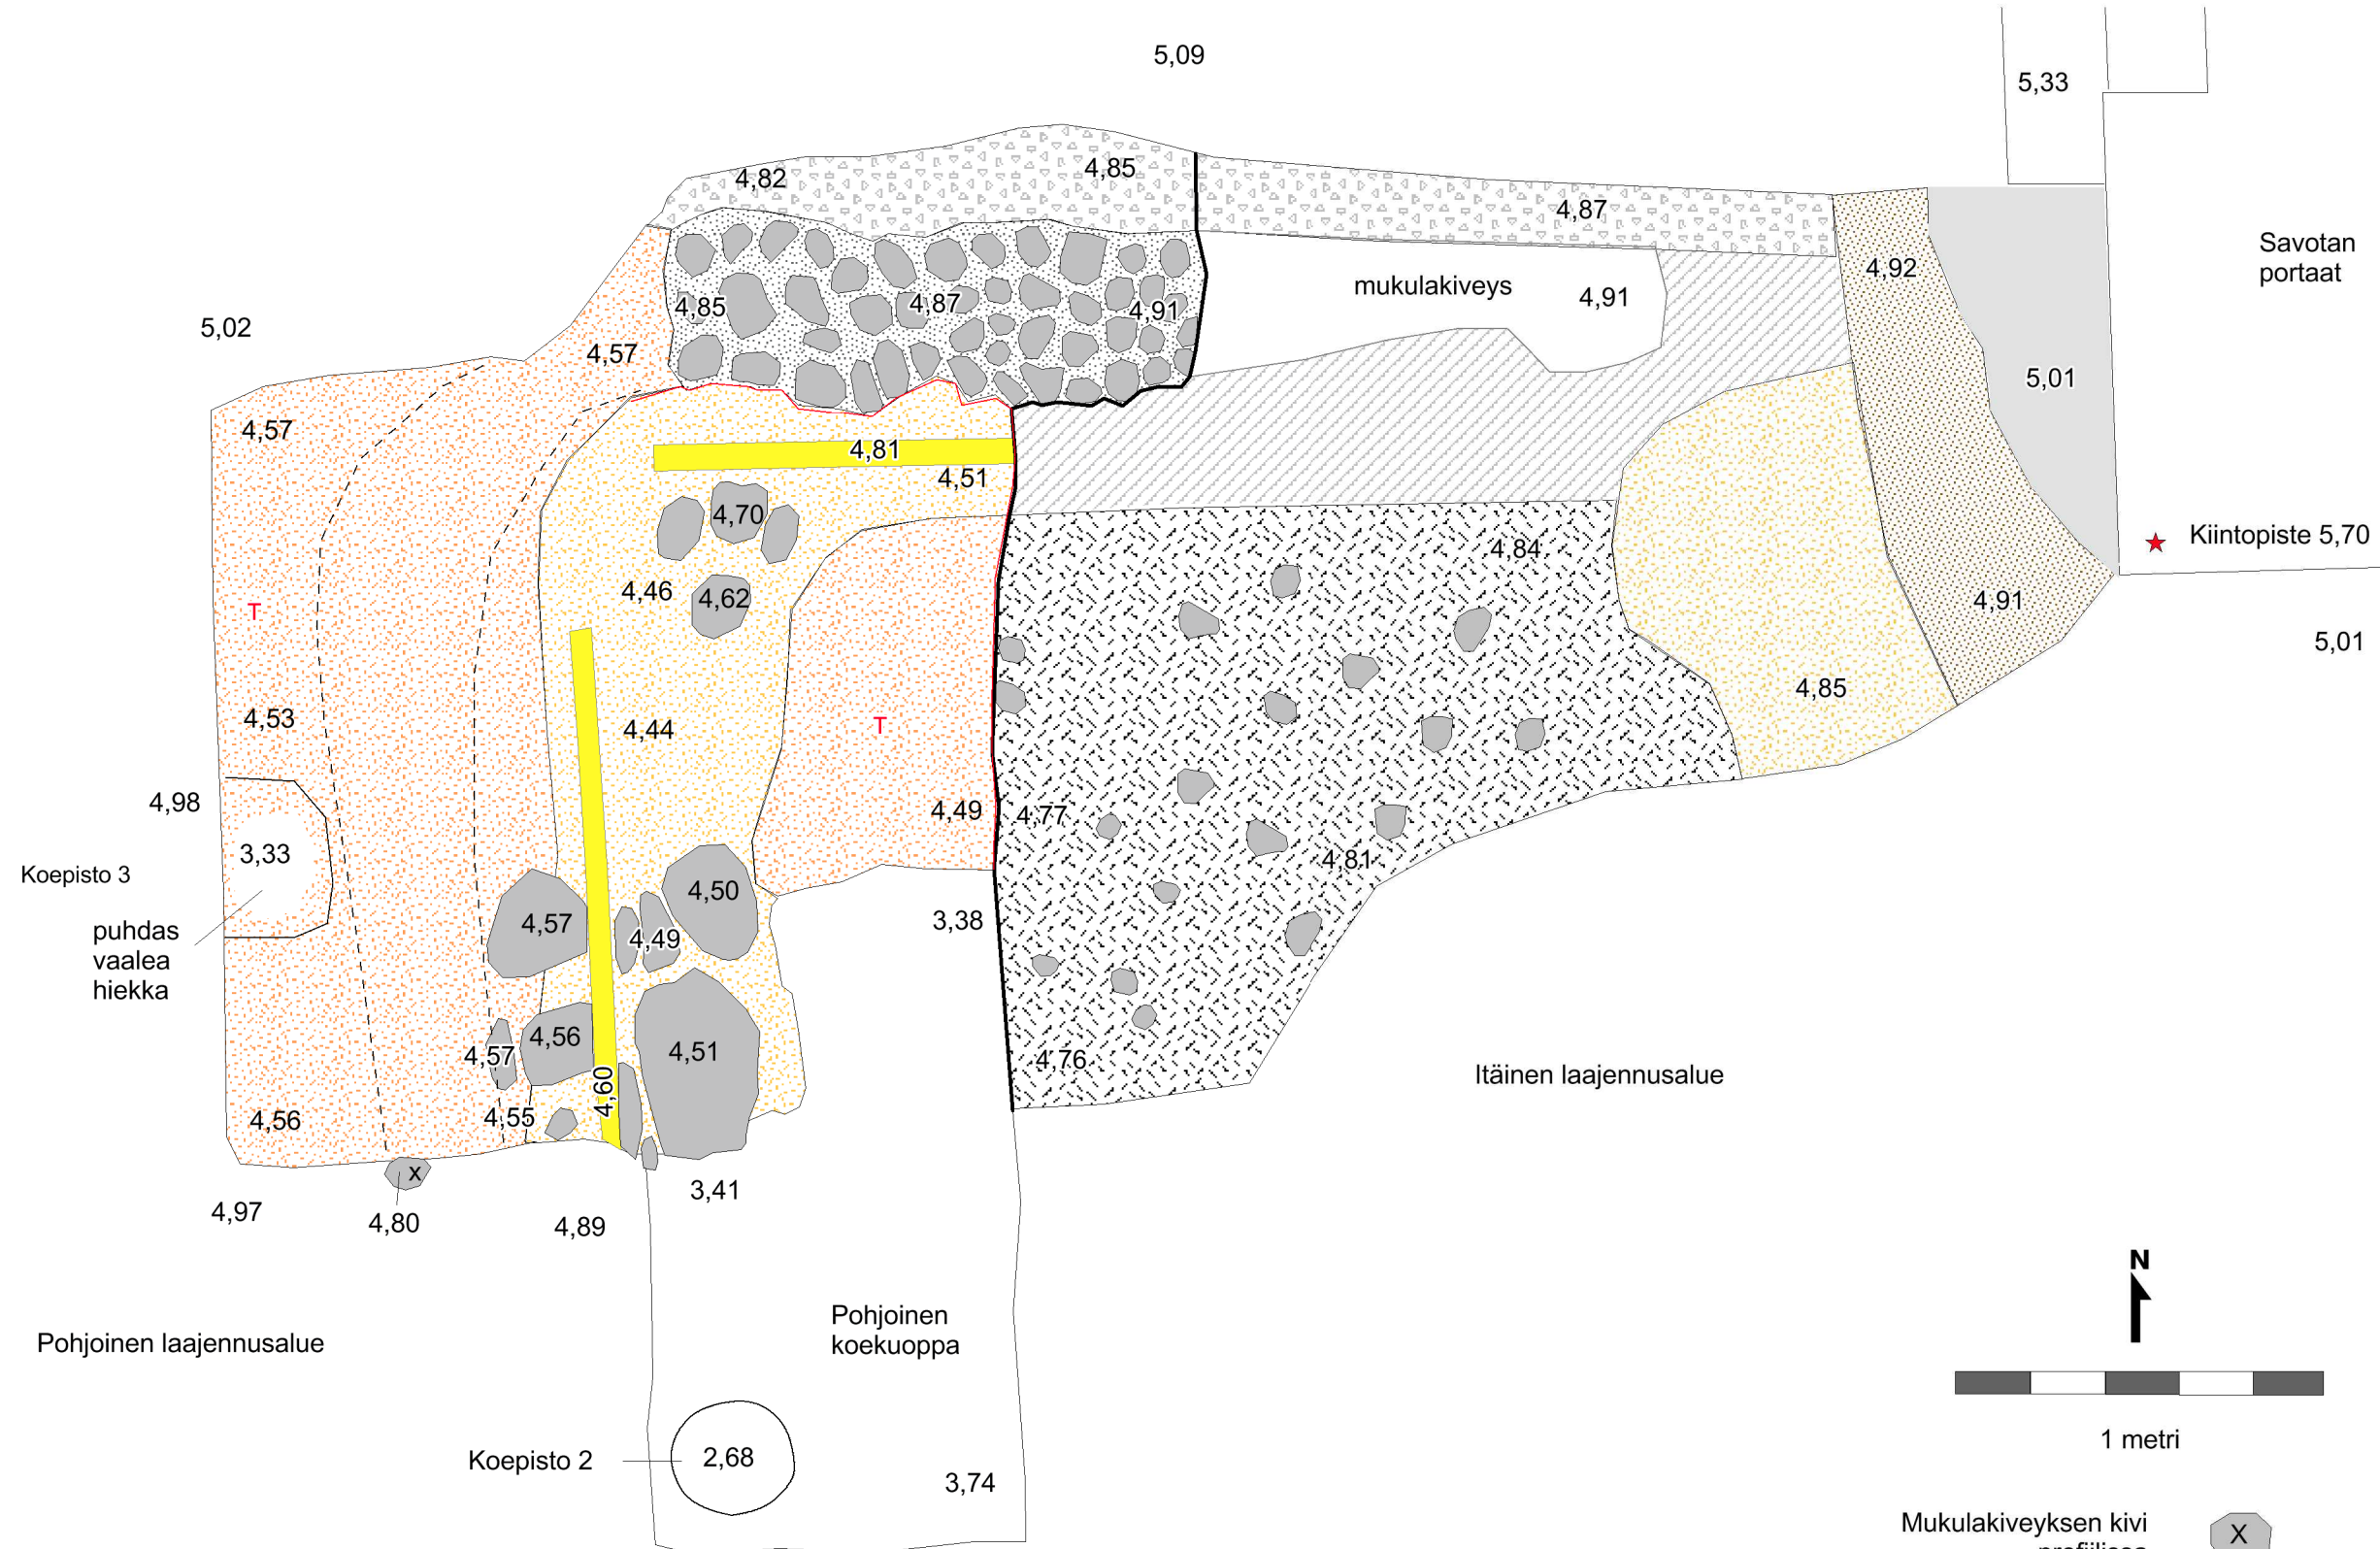 5,09
5,33
4,82
4,85
4,87
Savotan
portaat
4,92
mukulakiveys
4,91
4,85
4,87
4,91
5,02
4,57
5,01
4,57
4,81
4,51
4,70
Kiintopiste 5,70
4,84
4,46
4,62
4,91
T
5,01
4,85
4,53
T
4,44
4,98
4,49
4,77
3,33
4,81
Koepisto 3
4,50
4,57
3,38
puhdas
vaalea
hiekka
4,49
4,56
4,57
4,51
4,76
Itäinen laajennusalue
4,60
4,56
4,55
X
4,97
4,80
4,89
3,41
N
Pohjoinen
koekuoppa
Pohjoinen laajennusalue
1 metri
Koepisto 2
2,68
3,74
Mukulakiveyksen kivi
X